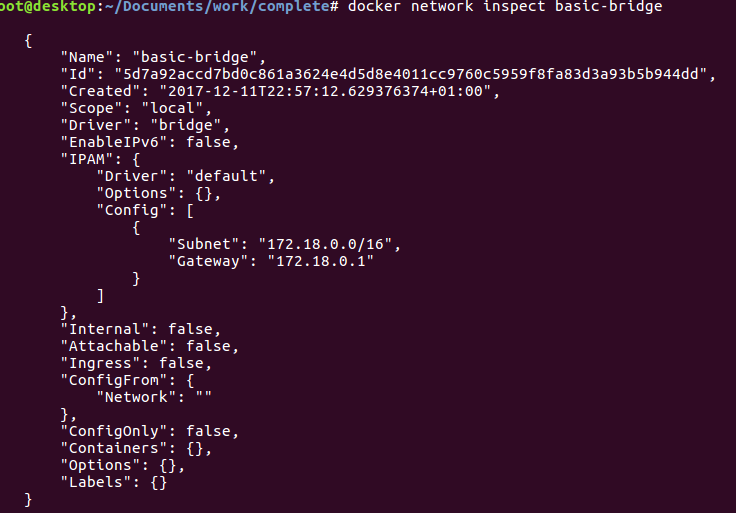 oot@desktop:~/Documents/work/complete# docker network inspect basic-bridge
{
"Name": "basic-bridge",
"Id": "5d7a92accd7bd0c861a3624e4d5d8e4011cc9760c5959f8fa83d3a93b5b944dd",
"Created": "2017-12-11T22:57:12.629376374+01:00",
"Scope": "local",
"Driver": "bridge",
"EnableIPv6": false,
"IPAM": {
"Driver": "default",
"Options": {},
"Config": [
{
"Subnet": "172.18.0.0/16",
"Gateway": "172.18.0.1"
}
]
},
"Internal": false,
"Attachable": false,
"Ingress": false,
"ConfigFrom": {
"Network": ""
},
"ConfigOnly": false,
"Containers": {},
"Options": {},
"Labels": {}
}